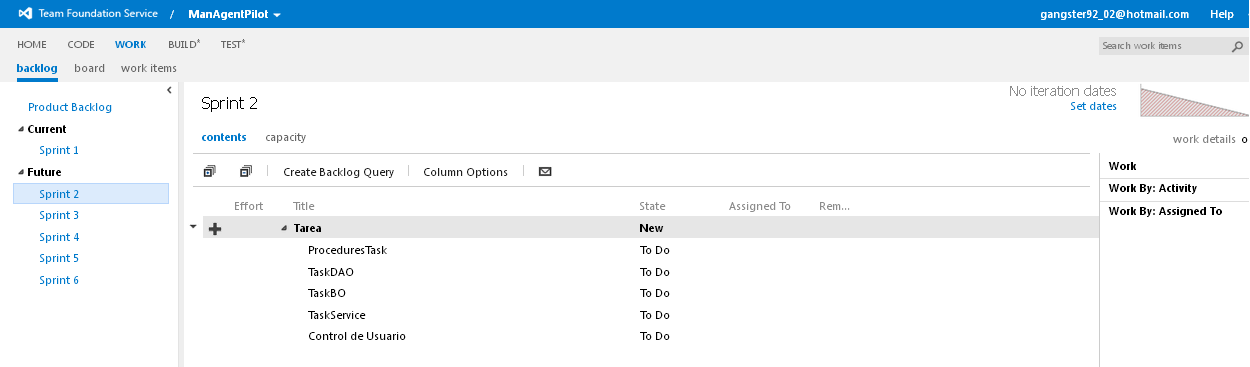 Team Foundation Service / ManAgentPilot gangster92_02@hotmail.com Help
HOME CODE WORK BUILD* TEST* Search work items
backlog board work items
Product Backlog
Current
Sprint 1
Future
Sprint 2
Sprint 3
Sprint 4
Sprint 5
Sprint 6
Sprint 2
No iteration dates
Set dates
contents capacity
work details o
Create Backlog Query Column Options
Work
Work By: Activity
Work By: Assigned To
Effort Title State Assigned To Rem...
Tarea New
ProceduresTask To Do
TaskDAO To Do
TaskBO To Do
TaskService To Do
Control de Usuario To Do